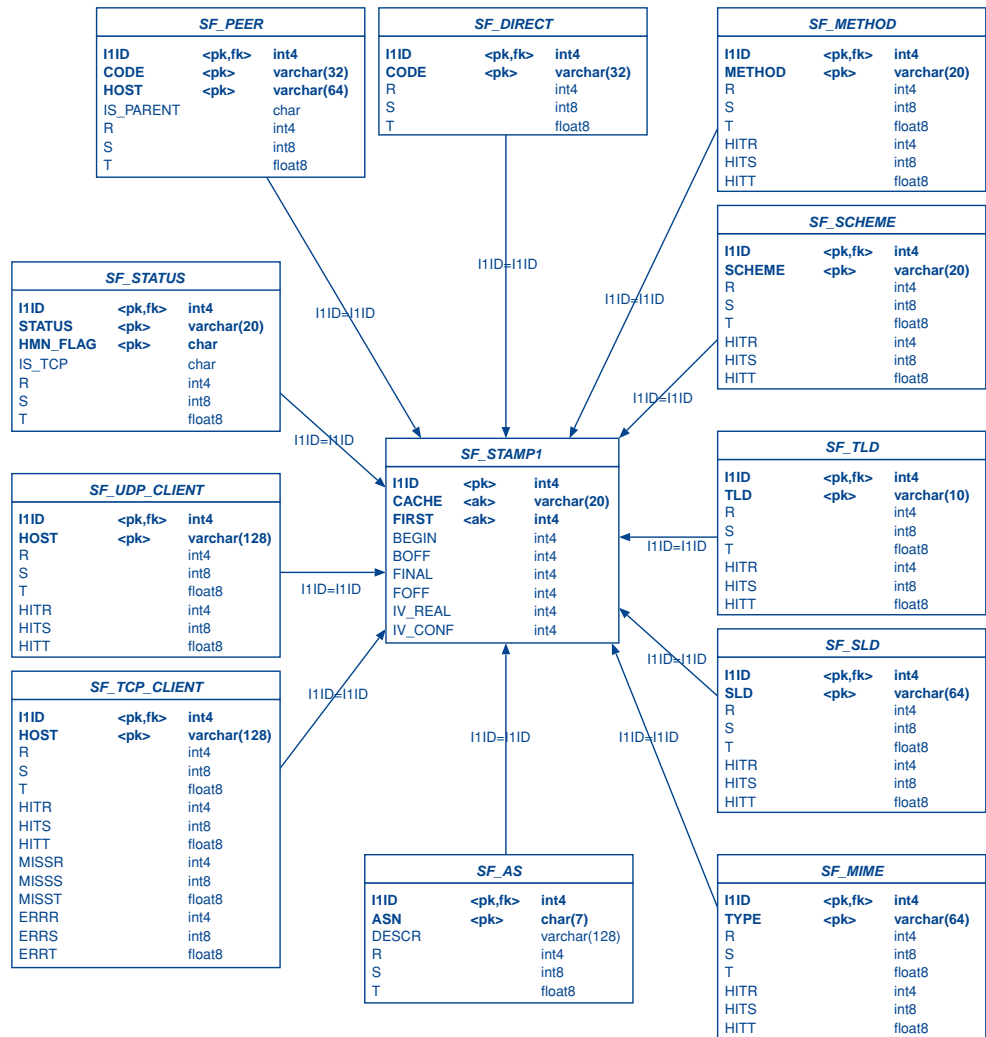 SF_PEER
I1ID <pk,fk> int4
CODE <pk> varchar(32)
HOST <pk> varchar(64)
IS_PARENT char
R int4
S int8
T float8
SF_DIRECT
I1ID <pk,fk> int4
CODE <pk> varchar(32)
R int4
S int8
T float8
SF_METHOD
I1ID <pk,fk> int4
METHOD <pk> varchar(20)
R int4
S int8
T float8
HITR int4
HITS int8
HITT float8
SF_SCHEME
I1ID <pk,fk> int4
SCHEME <pk> varchar(20)
R int4
S int8
T float8
HITR int4
HITS int8
HITT float8
SF_STATUS
I1ID <pk,fk> int4
STATUS <pk> varchar(20)
HMN_FLAG <pk> char
IS_TCP char
R int4
S int8
T float8
I1ID=I1ID
I1ID=I1ID
I1ID=I1ID
I1ID=I1ID
I1ID=I1ID
SF_STAMP1
I1ID <pk> int4
CACHE <ak> varchar(20)
FIRST <ak> int4
BEGIN int4
BOFF int4
FINAL int4
FOFF int4
IV_REAL int4
IV_CONF int4
SF_TLD
I1ID <pk,fk> int4
TLD <pk> varchar(10)
R int4
S int8
T float8
HITR int4
HITS int8
HITT float8
SF_UDP_CLIENT
I1ID <pk,fk> int4
HOST <pk> varchar(128)
R int4
S int8
T float8
HITR int4
HITS int8
HITT float8
I1ID=I1ID
I1ID=I1ID
SF_SLD
I1ID <pk,fk> int4
SLD <pk> varchar(64)
R int4
S int8
T float8
HITR int4
HITS int8
HITT float8
SF_TCP_CLIENT
I1ID <pk,fk> int4
HOST <pk> varchar(128)
R int4
S int8
T float8
HITR int4
HITS int8
HITT float8
MISSR int4
MISSS int8
MISST float8
ERRR int4
ERRS int8
ERRT float8
I1ID=I1ID
I1ID=I1ID
I1ID=I1ID
I1ID=I1ID
SF_AS
I1ID <pk,fk> int4
ASN <pk> char(7)
DESCR varchar(128)
R int4
S int8
T float8
SF_MIME
I1ID <pk,fk> int4
TYPE <pk> varchar(64)
R int4
S int8
T float8
HITR int4
HITS int8
HITT float8